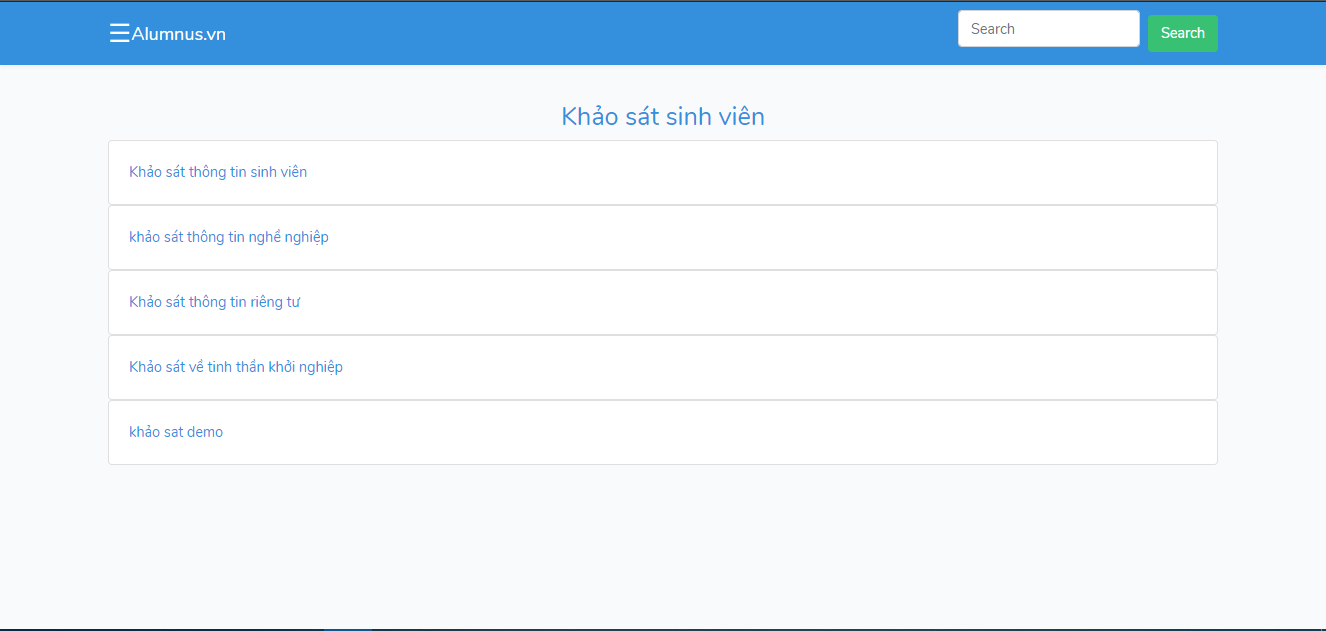 Alumnus.vn
Search
Search
Khảo sát sinh viên
Khảo sát thông tin sinh viên
khảo sát thông tin nghề nghiệp
Khảo sát thông tin riêng tư
Khảo sát về tinh thần khởi nghiệp
khảo sat demo